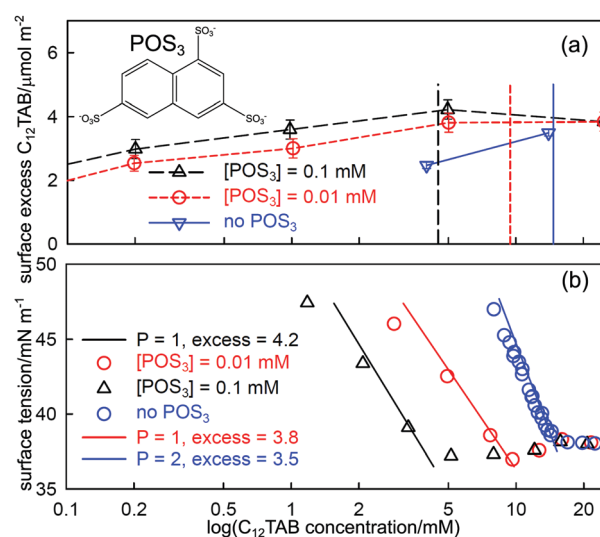 surface excess C₁₂TAB/μmol m⁻²
6
4
2
0
POS₃
SO₃⁻
⁻O₃S
SO₃⁻
(a)
[POS₃] = 0.1 mM
[POS₃] = 0.01 mM
no POS₃
surface tension/mN m⁻¹
50
45
40
35
(b)
P = 1, excess = 4.2
[POS₃] = 0.01 mM
[POS₃] = 0.1 mM
no POS₃
P = 1, excess = 3.8
P = 2, excess = 3.5
0.1 0.2 0.5 1 2 5 10 20
log(C₁₂TAB concentration/mM)